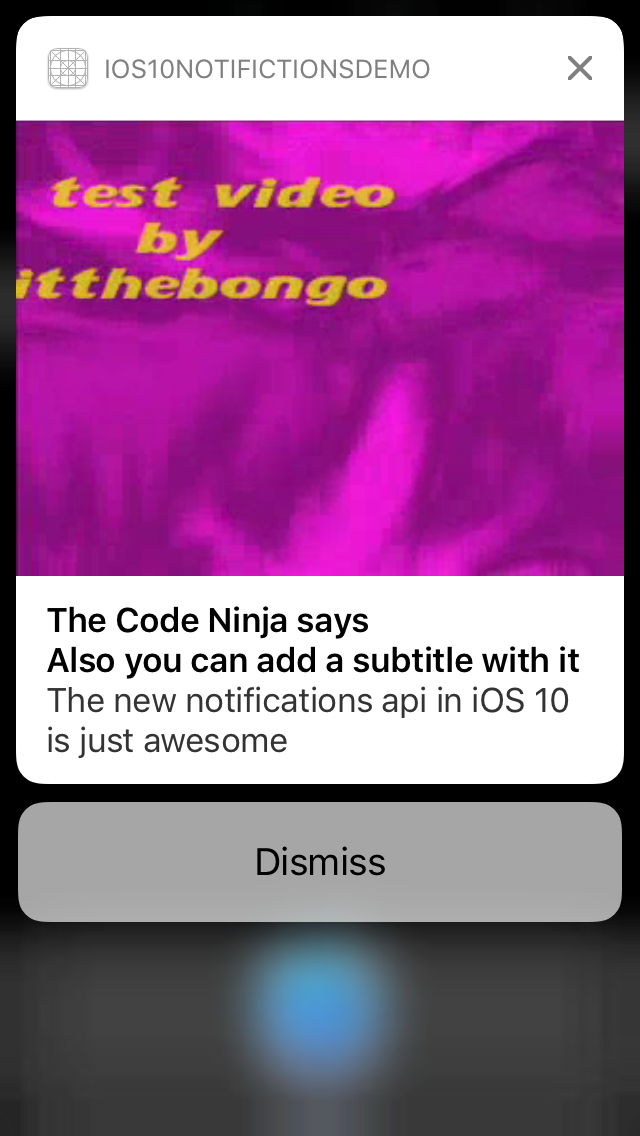 IOS10NOTIFICTIONSDEMO
test video
by
itthebongo
The Code Ninja says
Also you can add a subtitle with it
The new notifications api in iOS 10
is just awesome
Dismiss